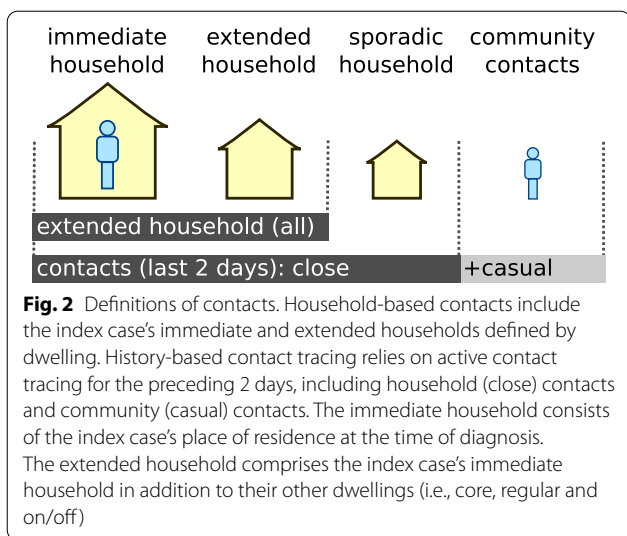 immediate household
extended household
sporadic household
community contacts
extended household (all)
contacts (last 2 days): close
+casual
Fig. 2 Definitions of contacts. Household-based contacts include
the index case's immediate and extended households defined by
dwelling. History-based contact tracing relies on active contact
tracing for the preceding 2 days, including household (close) contacts
and community (casual) contacts. The immediate household consists
of the index case's place of residence at the time of diagnosis.
The extended household comprises the index case's immediate
household in addition to their other dwellings (i.e., core, regular and
on/off)